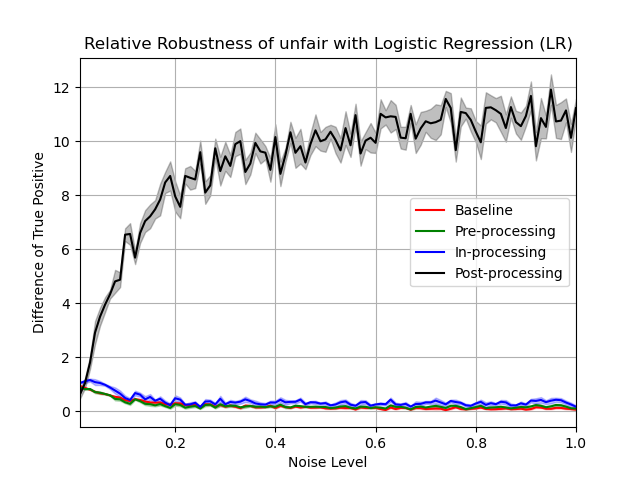 Relative Robustness of unfair with Logistic Regression (LR)
Difference of True Positive
12
10
8
6
4
2
0
Baseline
Pre-processing
In-processing
Post-processing
0.2 0.4 0.6 0.8 1.0
Noise Level